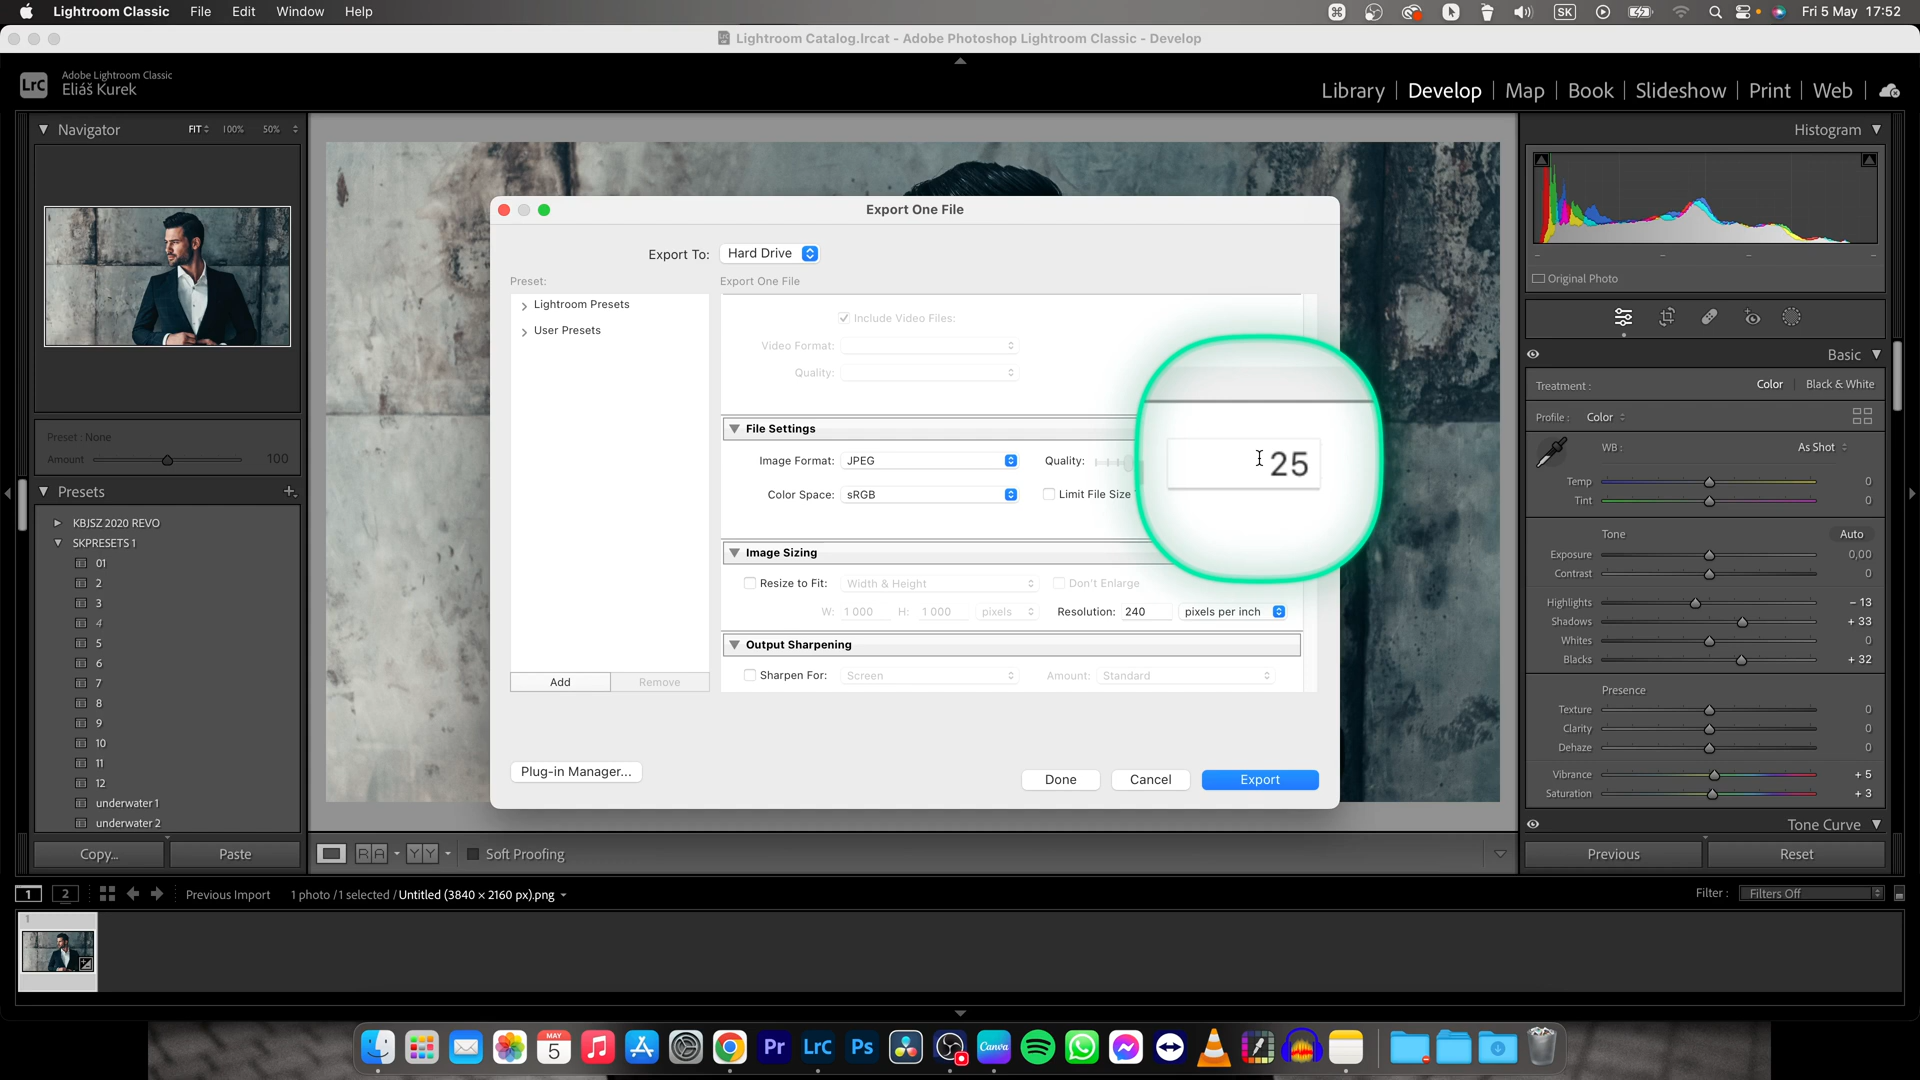 Lightroom Classic File Edit Window Help
SK
Fri 5 May 17:52
Lightroom Catalog.lrcat - Adobe Photoshop Lightroom Classic - Develop
LrC
Adobe Lightroom Classic
Eliáš Kurek
Library | Develop | Map | Book | Slideshow | Print | Web
Navigator FIT 100% 50%
Preset : None
Amount 100
Presets
KBJSZ 2020 REVO
SKPRESETS 1
01
2
3
4
5
6
7
8
9
10
11
12
underwater 1
underwater 2
Copy... Paste
Export One File
Export To: Hard Drive
Preset:
Lightroom Presets
User Presets
Add Remove
Export One File
Include Video Files:
Video Format:
Quality:
File Settings
Image Format: JPEG Quality: 25
Color Space: sRGB Limit File Size
Image Sizing
Resize to Fit: Width & Height Don't Enlarge
W: 1 000 H: 1 000 pixels Resolution: 240 pixels per inch
Output Sharpening
Sharpen For: Screen Amount: Standard
Plug-in Manager... Done Cancel Export
RA YY Soft Proofing
Histogram
Original Photo
Basic
Treatment : Color Black & White
Profile : Color
WB : As Shot
Temp 0
Tint 0
Tone Auto
Exposure 0,00
Contrast 0
Highlights – 13
Shadows + 33
Whites 0
Blacks + 32
Presence
Texture 0
Clarity 0
Dehaze 0
Vibrance + 5
Saturation + 3
Tone Curve
Previous Reset
1 2 Previous Import 1 photo / 1 selected / Untitled (3840 × 2160 px).png
Filter : Filters Off
1
MAY
5
Pr LrC Ps Canva